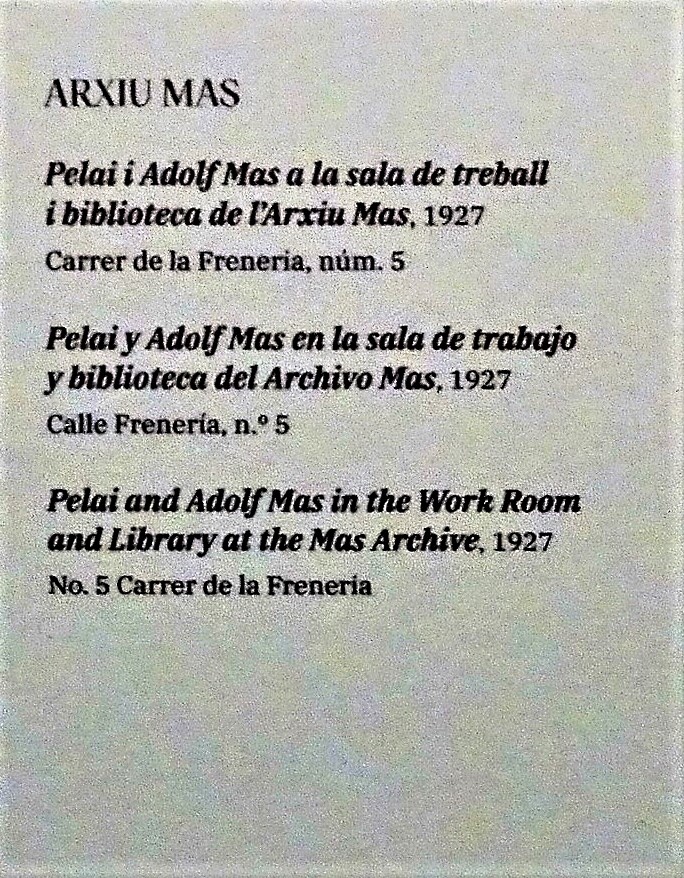 ARXIU MAS
Pelai i Adolf Mas a la sala de treball
i biblioteca de l'Arxiu Mas, 1927
Carrer de la Freneria, núm. 5
Pelai y Adolf Mas en la sala de trabajo
y biblioteca del Archivo Mas, 1927
Calle Frenería, n.º 5
Pelai and Adolf Mas in the Work Room
and Library at the Mas Archive, 1927
No. 5 Carrer de la Freneria